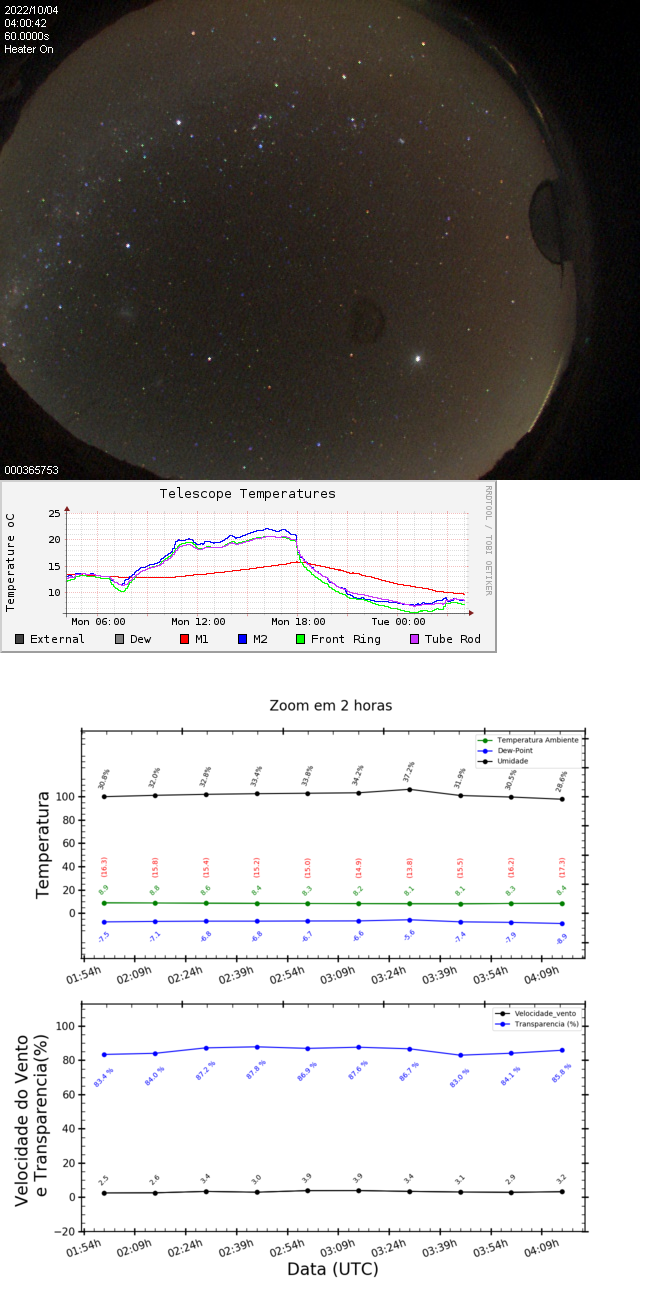 2022/10/04
04:00:42
60.0000s
Heater On
000365753
Telescope Temperatures
RRDTOOL / TOBI OETIKER
Temperature oC
25
20
15
10
Mon 06:00 Mon 12:00 Mon 18:00 Tue 00:00
External Dew M1 M2 Front Ring Tube Rod
Zoom em 2 horas
Temperatura Ambiente
Dew-Point
Umidade
Temperatura
100
80
60
40
20
0
30.8% 32.0% 32.8% 33.4% 33.8% 34.2% 37.2% 31.9% 30.5% 28.6%
(16.3) (15.8) (15.4) (15.2) (15.0) (14.9) (13.8) (15.5) (16.2) (17.3)
8.9 8.8 8.6 8.4 8.3 8.2 8.1 8.1 8.3 8.4
-7.5 -7.1 -6.8 -6.8 -6.7 -6.6 -5.6 -7.4 -7.9 -8.9
01:54h 02:09h 02:24h 02:39h 02:54h 03:09h 03:24h 03:39h 03:54h 04:09h
Velocidade_vento
Transparencia (%)
Velocidade do Vento
e Transparencia(%)
100
80
60
40
20
0
−20
83.4 % 84.0 % 87.2 % 87.8 % 86.9 % 87.6 % 86.7 % 83.0 % 84.1 % 85.8 %
2.5 2.6 3.4 3.0 3.9 3.9 3.4 3.1 2.9 3.2
01:54h 02:09h 02:24h 02:39h 02:54h 03:09h 03:24h 03:39h 03:54h 04:09h
Data (UTC)